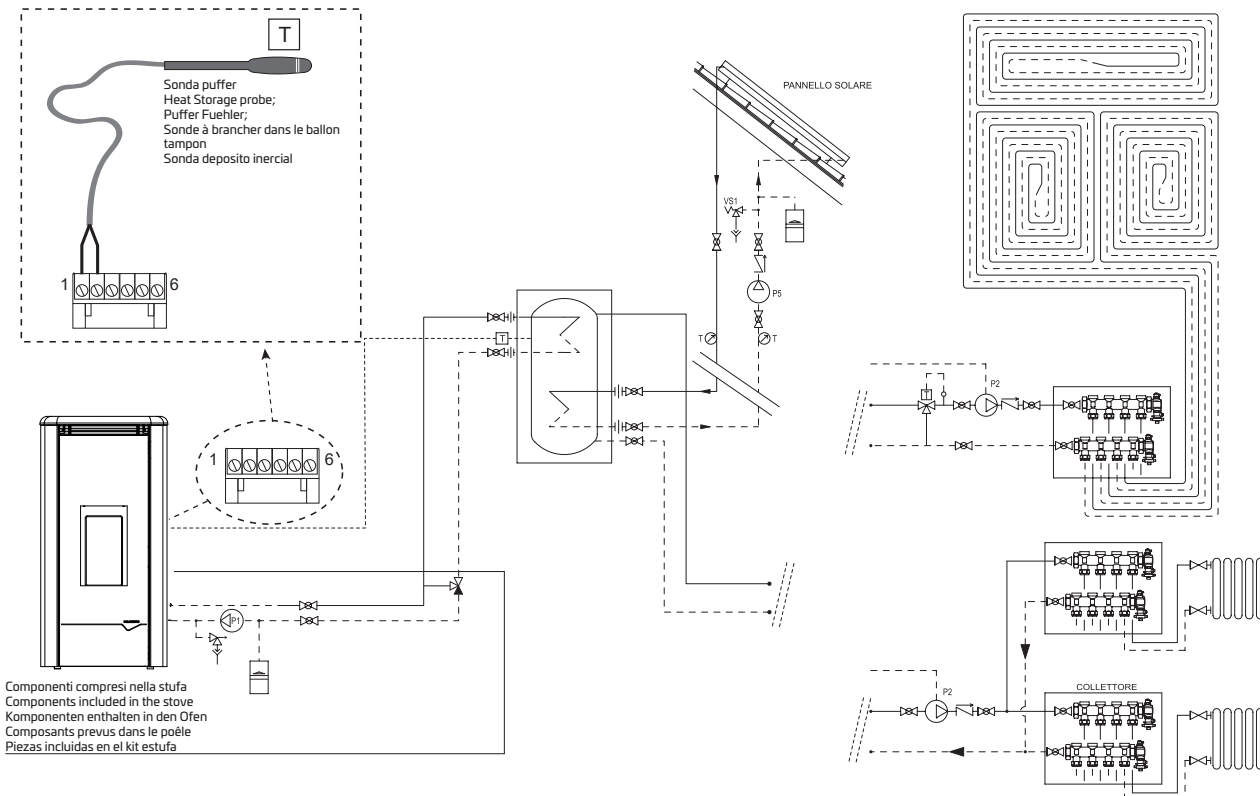 T
Sonda puffer
Heat Storage probe;
Puffer Fuehler;
Sonde à brancher dans le ballon
tampon
Sonda deposito inercial
1
6
PANNELLO SOLARE
VS1
P5
T
T
T
P2
T
1
6
P1
Componenti compresi nella stufa
Components included in the stove
Komponenten enthalten in den Ofen
Composants prevus dans le poêle
Piezas incluidas en el kit estufa
P2
COLLETTORE